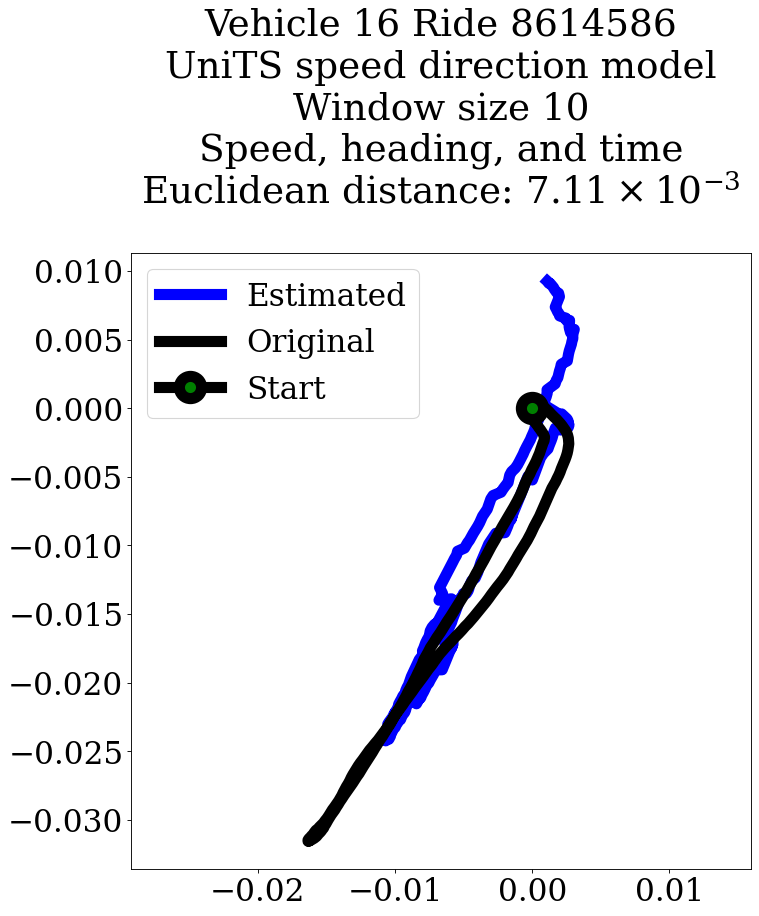 Vehicle 16 Ride 8614586
UniTS speed direction model
Window size 10
Speed, heading, and time
Euclidean distance: 7.11 × 10⁻³
Estimated
Original
Start
0.010
0.005
0.000
−0.005
−0.010
−0.015
−0.020
−0.025
−0.030
−0.02
−0.01
0.00
0.01